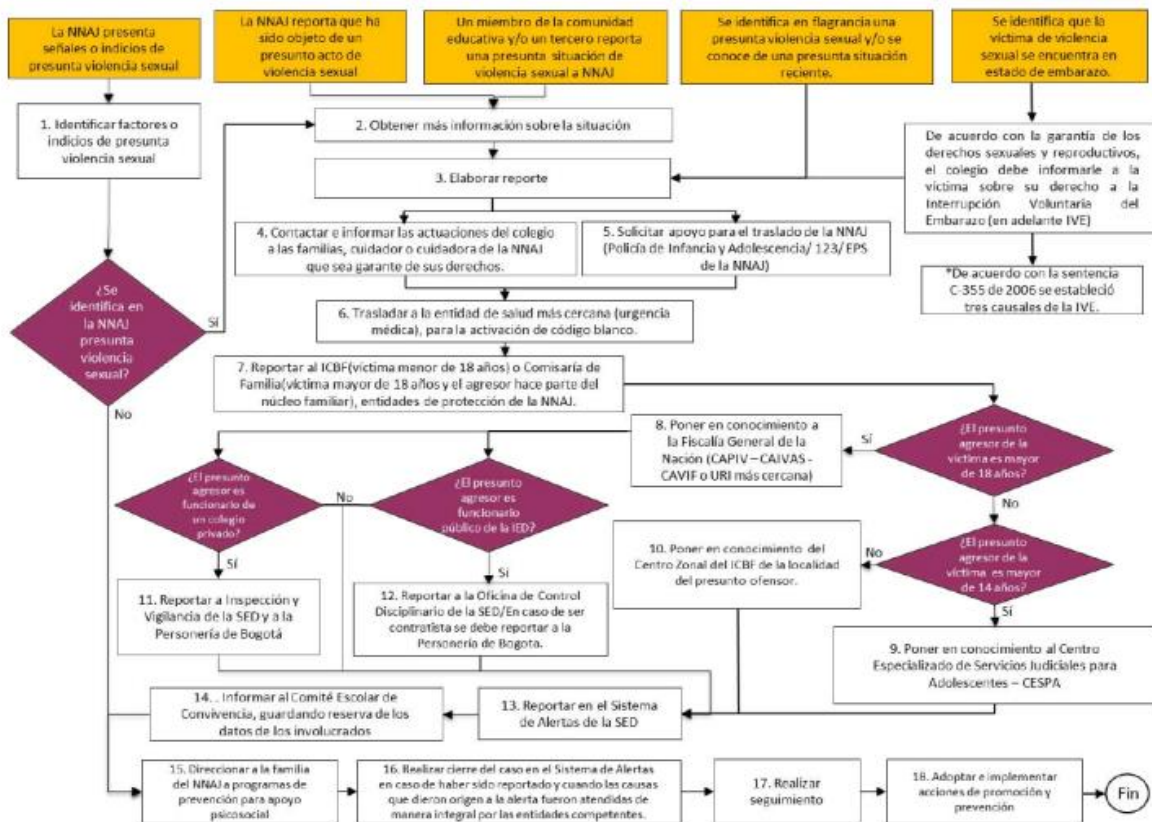 La NNAJ presenta
señales o indicios de
presunta violencia sexual
La NNAJ reporta que ha
sido objeto de un
presunto acto de
violencia sexual
Un miembro de la comunidad
educativa y/o un tercero reporta
una presunta situación de
violencia sexual a NNAJ
Se identifica en flagrancia una
presunta violencia sexual y/o se
conoce de una presunta situación
reciente.
Se identifica que la
víctima de violencia
sexual se encuentra en
estado de embarazo.
1. Identificar factores o
indicios de presunta
violencia sexual
2. Obtener más información sobre la situación
3. Elaborar reporte
De acuerdo con la garantía de los
derechos sexuales y reproductivos,
el colegio debe informarle a la
víctima sobre su derecho a la
Interrupción Voluntaria del
Embarazo (en adelante IVE)
4. Contactar e informar las actuaciones del colegio
a las familias, cuidador o cuidadora de la NNAJ
que sea garante de sus derechos.
5. Solicitar apoyo para el traslado de la NNAJ
(Policía de Infancia y Adolescencia/ 123/ EPS
de la NNAJ)
*De acuerdo con la sentencia
C-355 de 2006 se estableció
tres causales de la IVE.
¿Se
identifica en
la NNAJ
presunta
violencia
sexual?
Sí
No
6. Trasladar a la entidad de salud más cercana (urgencia
médica), para la activación de código blanco.
7. Reportar al ICBF(víctima menor de 18 años) o Comisaría de
Familia(víctima mayor de 18 años y el agresor hace parte del
núcleo familiar), entidades de protección de la NNAJ.
8. Poner en conocimiento a
la Fiscalía General de la
Nación (CAPIV – CAIVAS -
CAVIF o URI más cercana)
Sí
¿El presunto
agresor de la
víctima es mayor
de 18 años?
No
¿El presunto
agresor es
funcionario de
un colegio
privado?
No
¿El presunto
agresor es
funcionario
público de la IED?
10. Poner en conocimiento del
Centro Zonal del ICBF de la localidad
del presunto ofensor.
No
¿El presunto
agresor de la
víctima es mayor
de 14 años?
Sí
Sí
Sí
11. Reportar a Inspección y
Vigilancia de la SED y a la
Personería de Bogotá
12. Reportar a la Oficina de Control
Disciplinario de la SED/En caso de ser
contratista se debe reportar a la
Personería de Bogota.
9. Poner en conocimiento al Centro
Especializado de Servicios Judiciales para
Adolescentes – CESPA
14. . Informar al Comité Escolar de
Convivencia, guardando reserva de los
datos de los involucrados
13. Reportar en el Sistema
de Alertas de la SED
15. Direccionar a la familia
del NNAJ a programas de
prevención para apoyo
psicosocial
16. Realizar cierre del caso en el Sistema de Alertas
en caso de haber sido reportado y cuando las causas
que dieron origen a la alerta fueron atendidas de
manera integral por las entidades competentes.
17. Realizar
seguimiento
18. Adoptar e implementar
acciones de promoción y
prevención
Fin